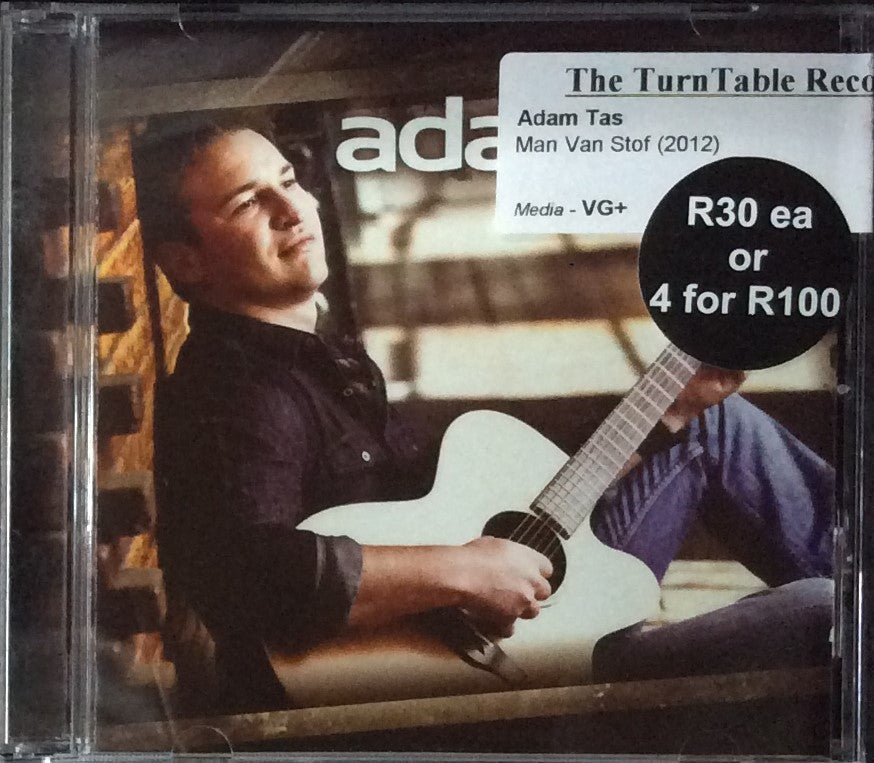 The TurnTable Reco
ada
Adam Tas
Man Van Stof (2012)
Media - VG+
R30 ea
or
4 for R100